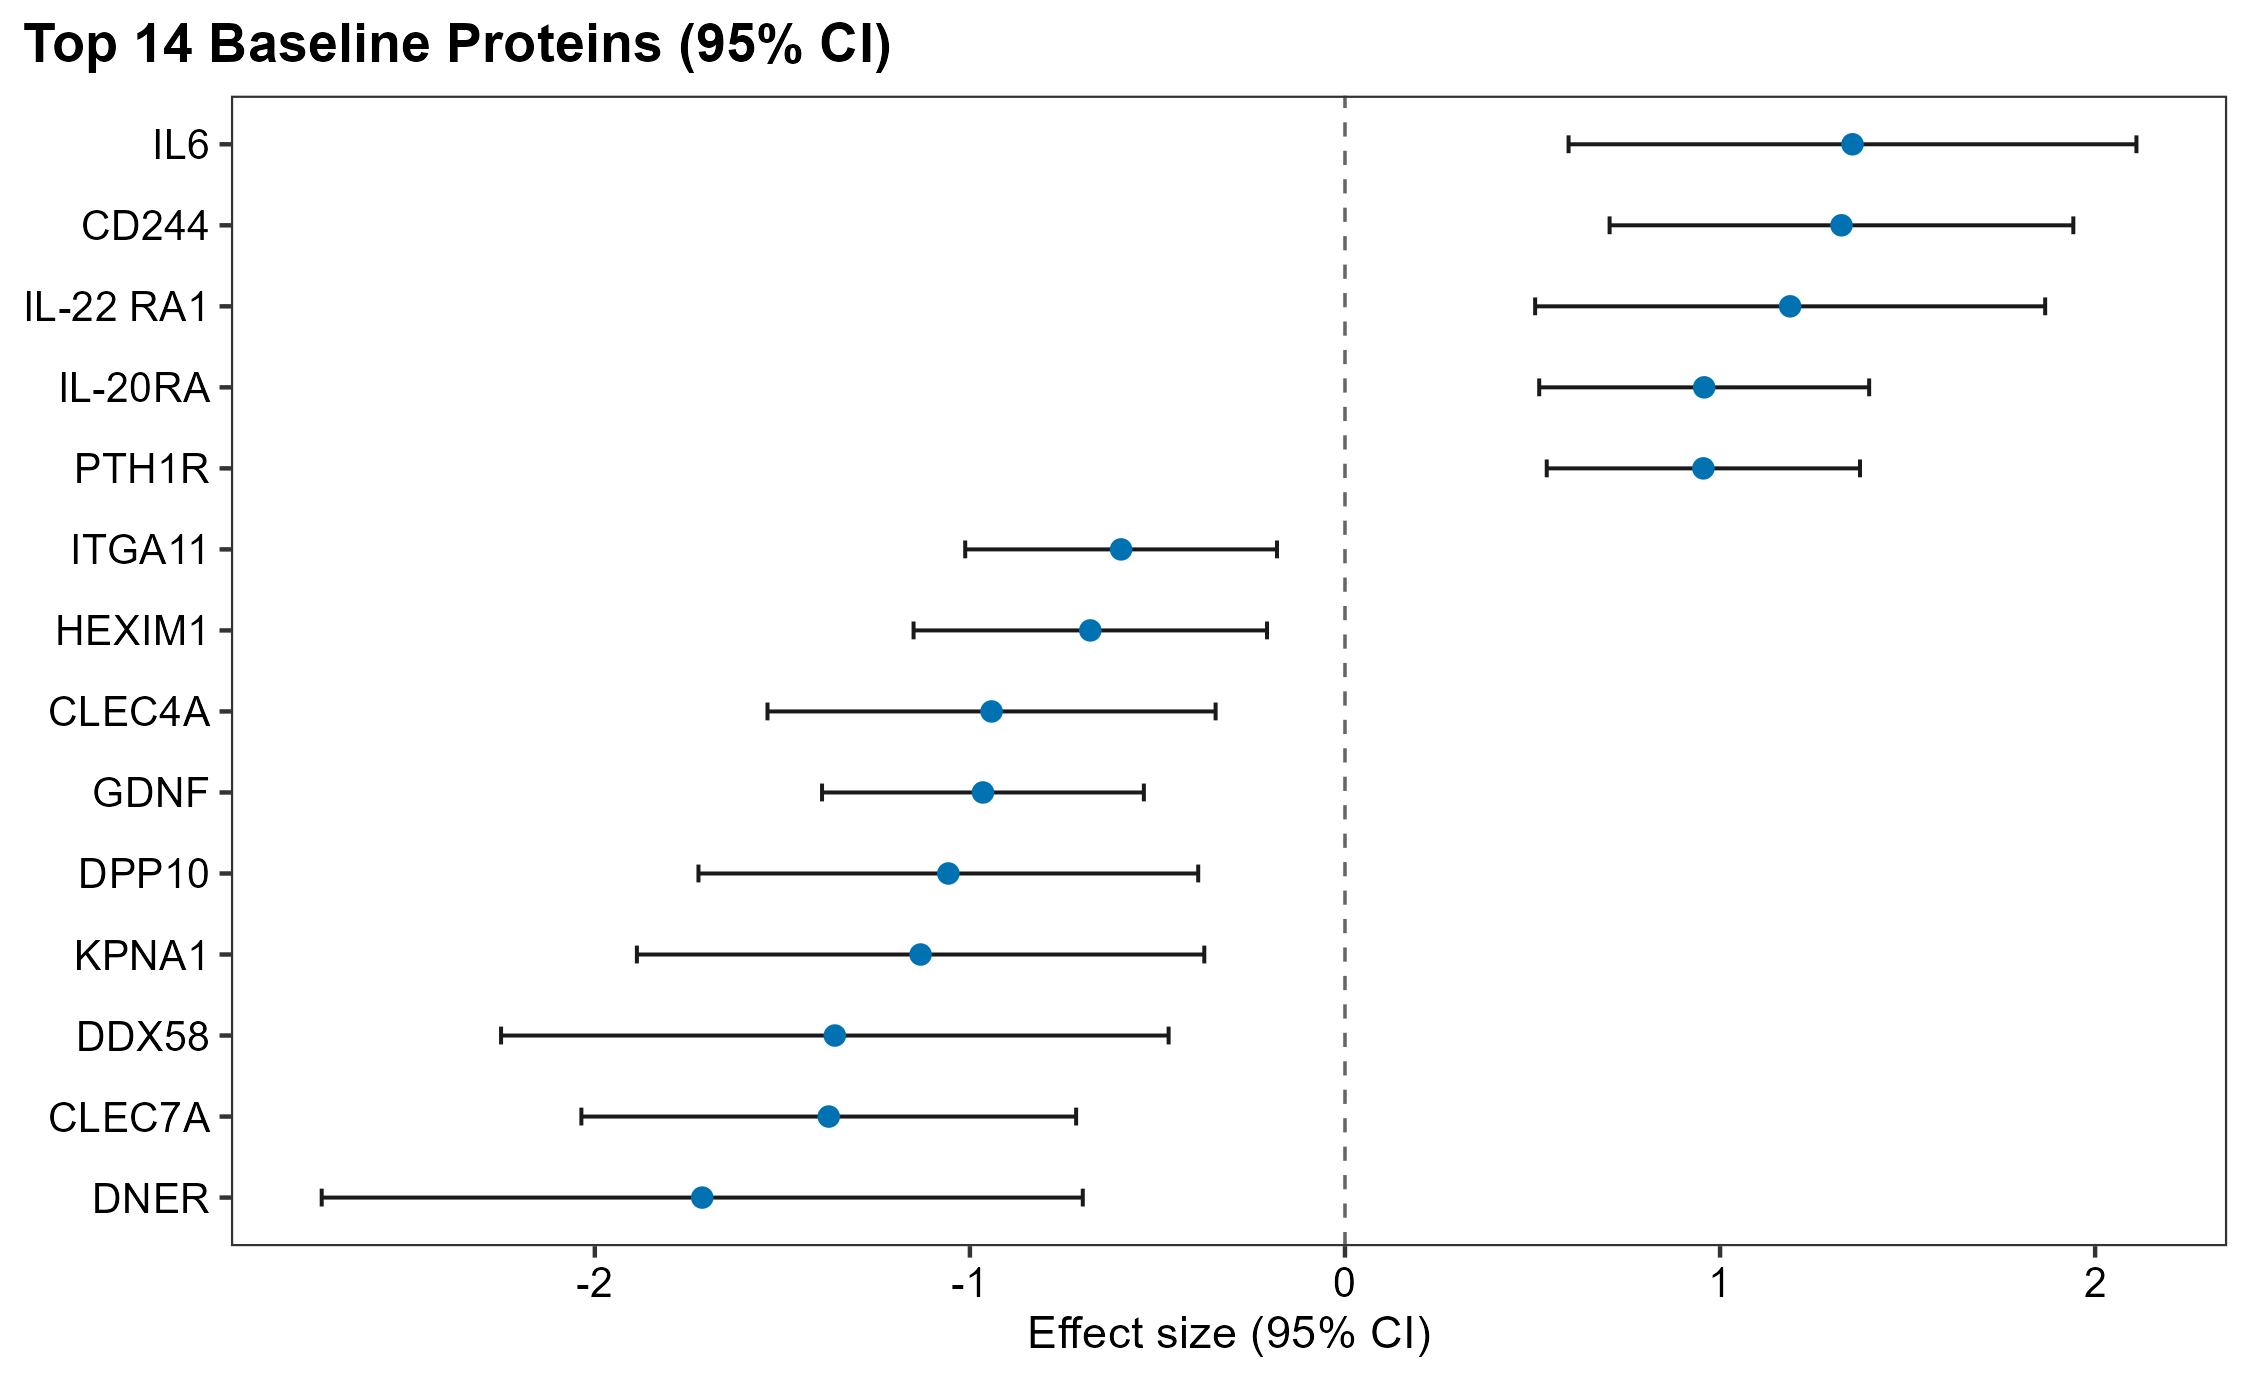 Top 14 Baseline Proteins (95% CI)
IL6
CD244
IL-22 RA1
IL-20RA
PTH1R
ITGA11
HEXIM1
CLEC4A
GDNF
DPP10
KPNA1
DDX58
CLEC7A
DNER
-2 -1 0 1 2
Effect size (95% CI)